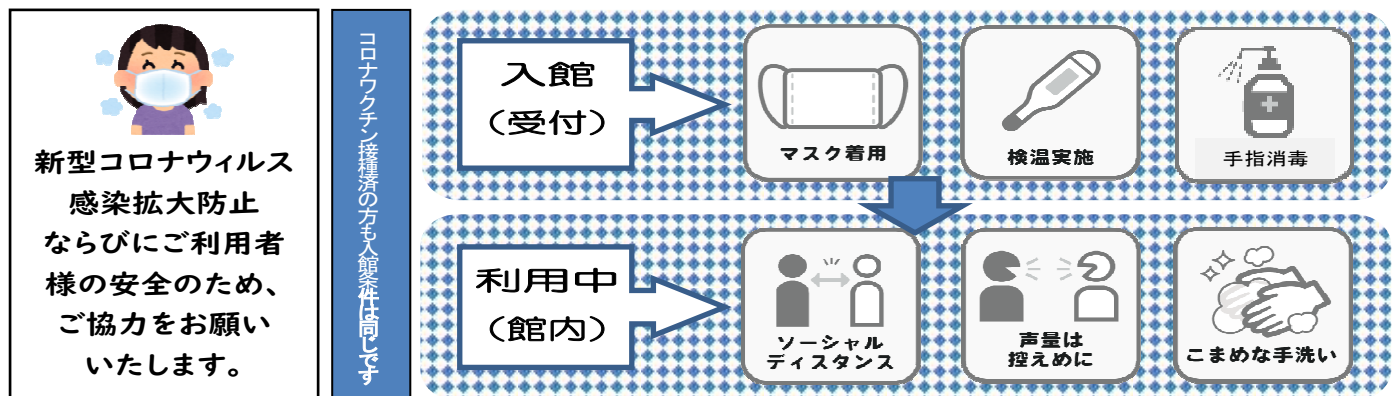 新型コロナウィルス
感染拡大防止
ならびにご利用者
様の安全のため、
ご協力をお願い
いたします。
コロナワクチン接種済の方も入館条件は同じです
入館
(受付)
マスク着用
検温実施
手指消毒
利用中
(館内)
ソーシャル
ディスタンス
声量は
控えめに
こまめな手洗い